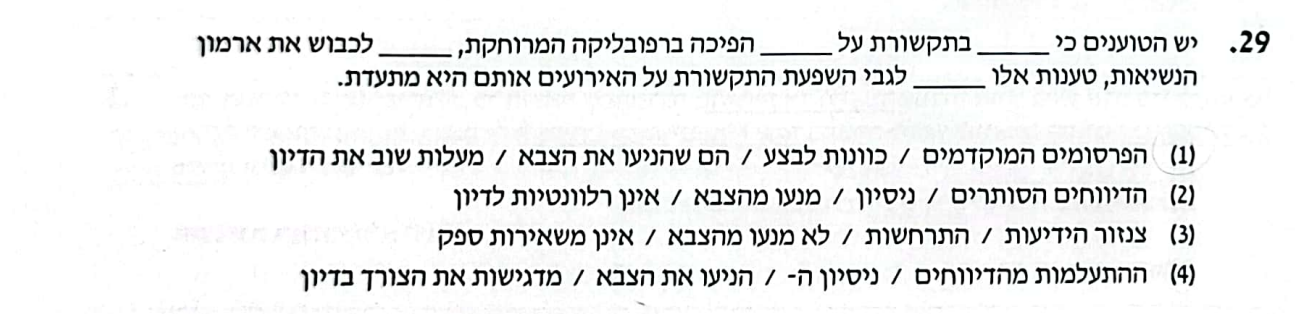 29. יש הטוענים כי _____ בתקשורת על _____ הפיכה ברפובליקה המרוחקת, _____ לכבוש את ארמון
הנשיאות, טענות אלו _____ לגבי השפעת התקשורת על האירועים אותם היא מתעדת.
(1) הפרסומים המוקדמים / כוונות לבצע / הם שהניעו את הצבא / מעלות שוב את הדיון
(2) הדיווחים הסותרים / ניסיון / מנעו מהצבא / אינן רלוונטיות לדיון
(3) צנזור הידיעות / התרחשות / לא מנעו מהצבא / אינן משאירות ספק
(4) ההתעלמות מהדיווחים / ניסיון ה- / הניעו את הצבא / מדגישות את הצורך בדיון